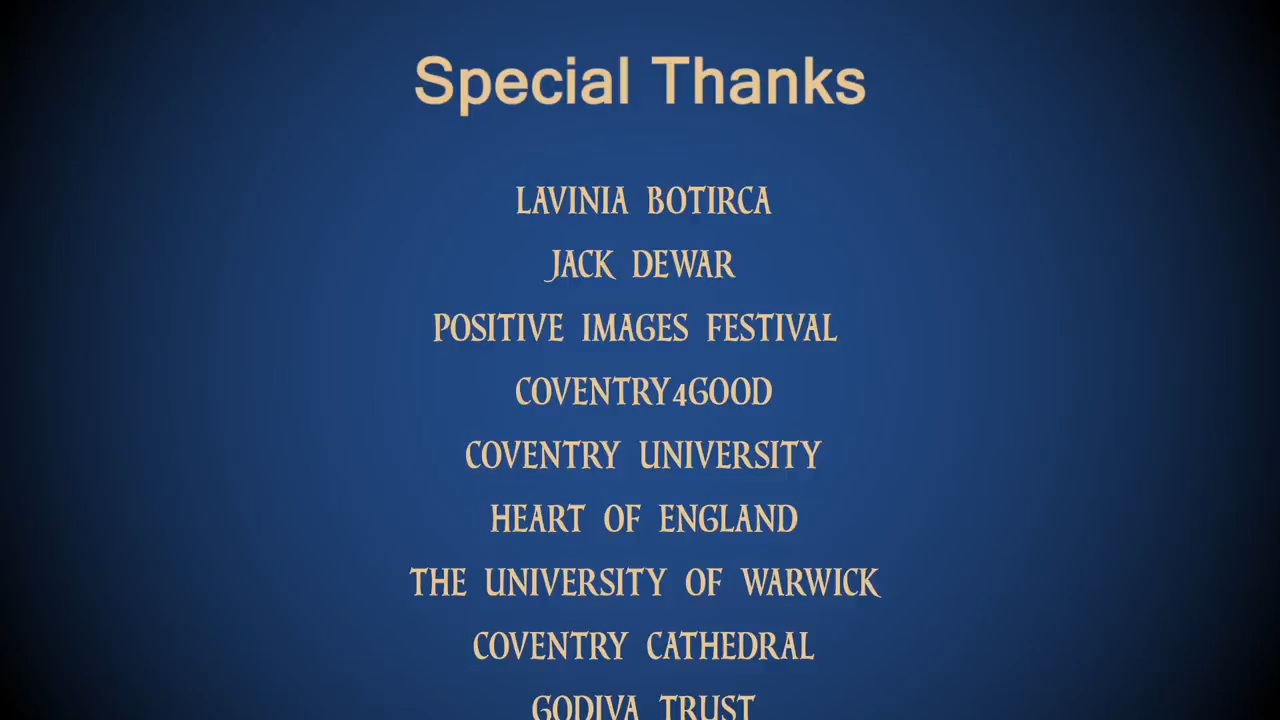 Special Thanks
LAVINIA BOTIRCA
JACK DEWAR
POSITIVE IMAGES FESTIVAL
COVENTRY4GOOD
COVENTRY UNIVERSITY
HEART OF ENGLAND
THE UNIVERSITY OF WARWICK
COVENTRY CATHEDRAL
GODIVA TRUST